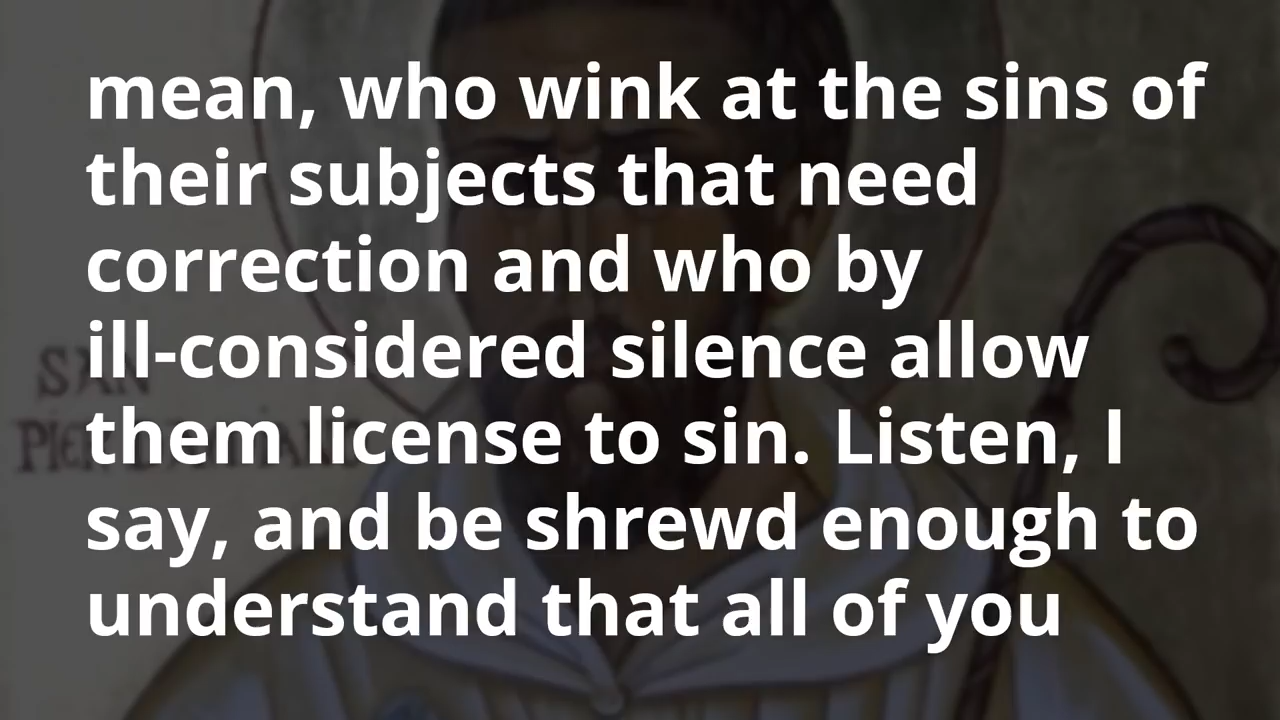 mean, who wink at the sins of
their subjects that need
correction and who by
ill-considered silence allow
them license to sin. Listen, I
say, and be shrewd enough to
understand that all of you
SAN